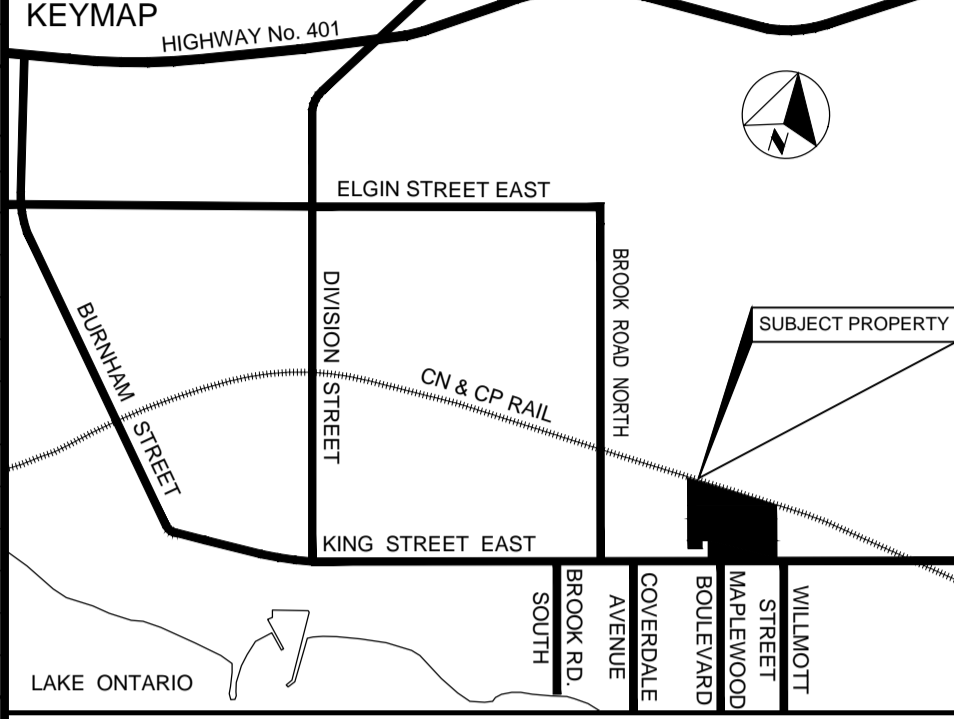 KEYMAP
HIGHWAY No. 401
N
ELGIN STREET EAST
BURNHAM STREET
DIVISION STREET
BROOK ROAD NORTH
SUBJECT PROPERTY
CN & CP RAIL
KING STREET EAST
BROOK RD.
SOUTH
COVERDALE
AVENUE
MAPLEWOOD
BOULEVARD
WILLMOTT
STREET
LAKE ONTARIO